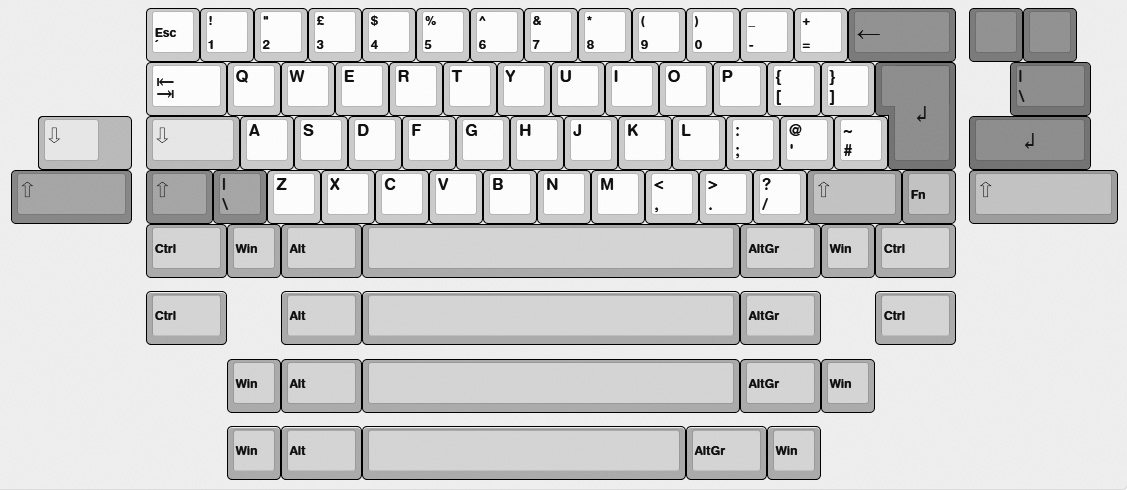 Esc ! " £ $ % ^ & * ( ) _ +
´ 1 2 3 4 5 6 7 8 9 0 - = ←
⇤ Q W E R T Y U I O P { } |
⇥ [ ] \
⇩ ⇩ A S D F G H J K L : @ ~ ↲ ↲
; ' #
⇧ ⇧ | Z X C V B N M < > ? ⇧ Fn ⇧
\ , . /
Ctrl Win Alt AltGr Win Ctrl
Ctrl Alt AltGr Ctrl
Win Alt AltGr Win
Win Alt AltGr Win